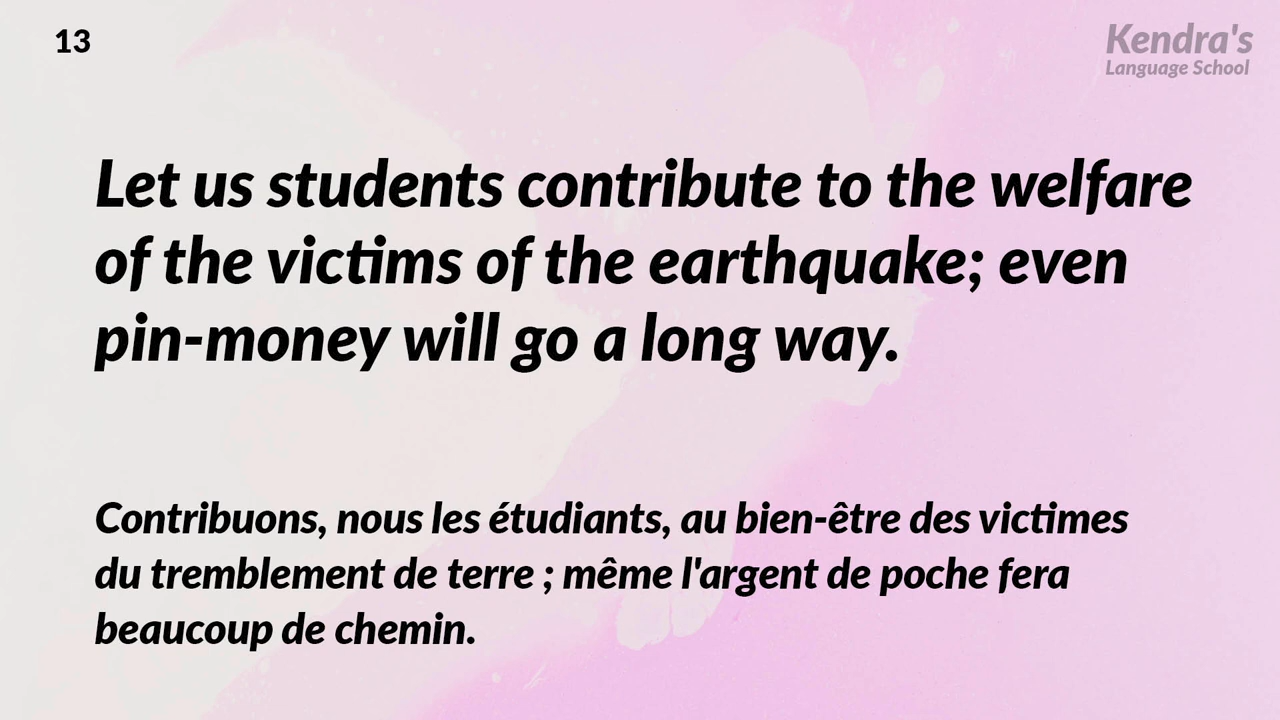 13
Kendra's
Language School
Let us students contribute to the welfare
of the victims of the earthquake; even
pin-money will go a long way.
Contribuons, nous les étudiants, au bien-être des victimes
du tremblement de terre ; même l'argent de poche fera
beaucoup de chemin.